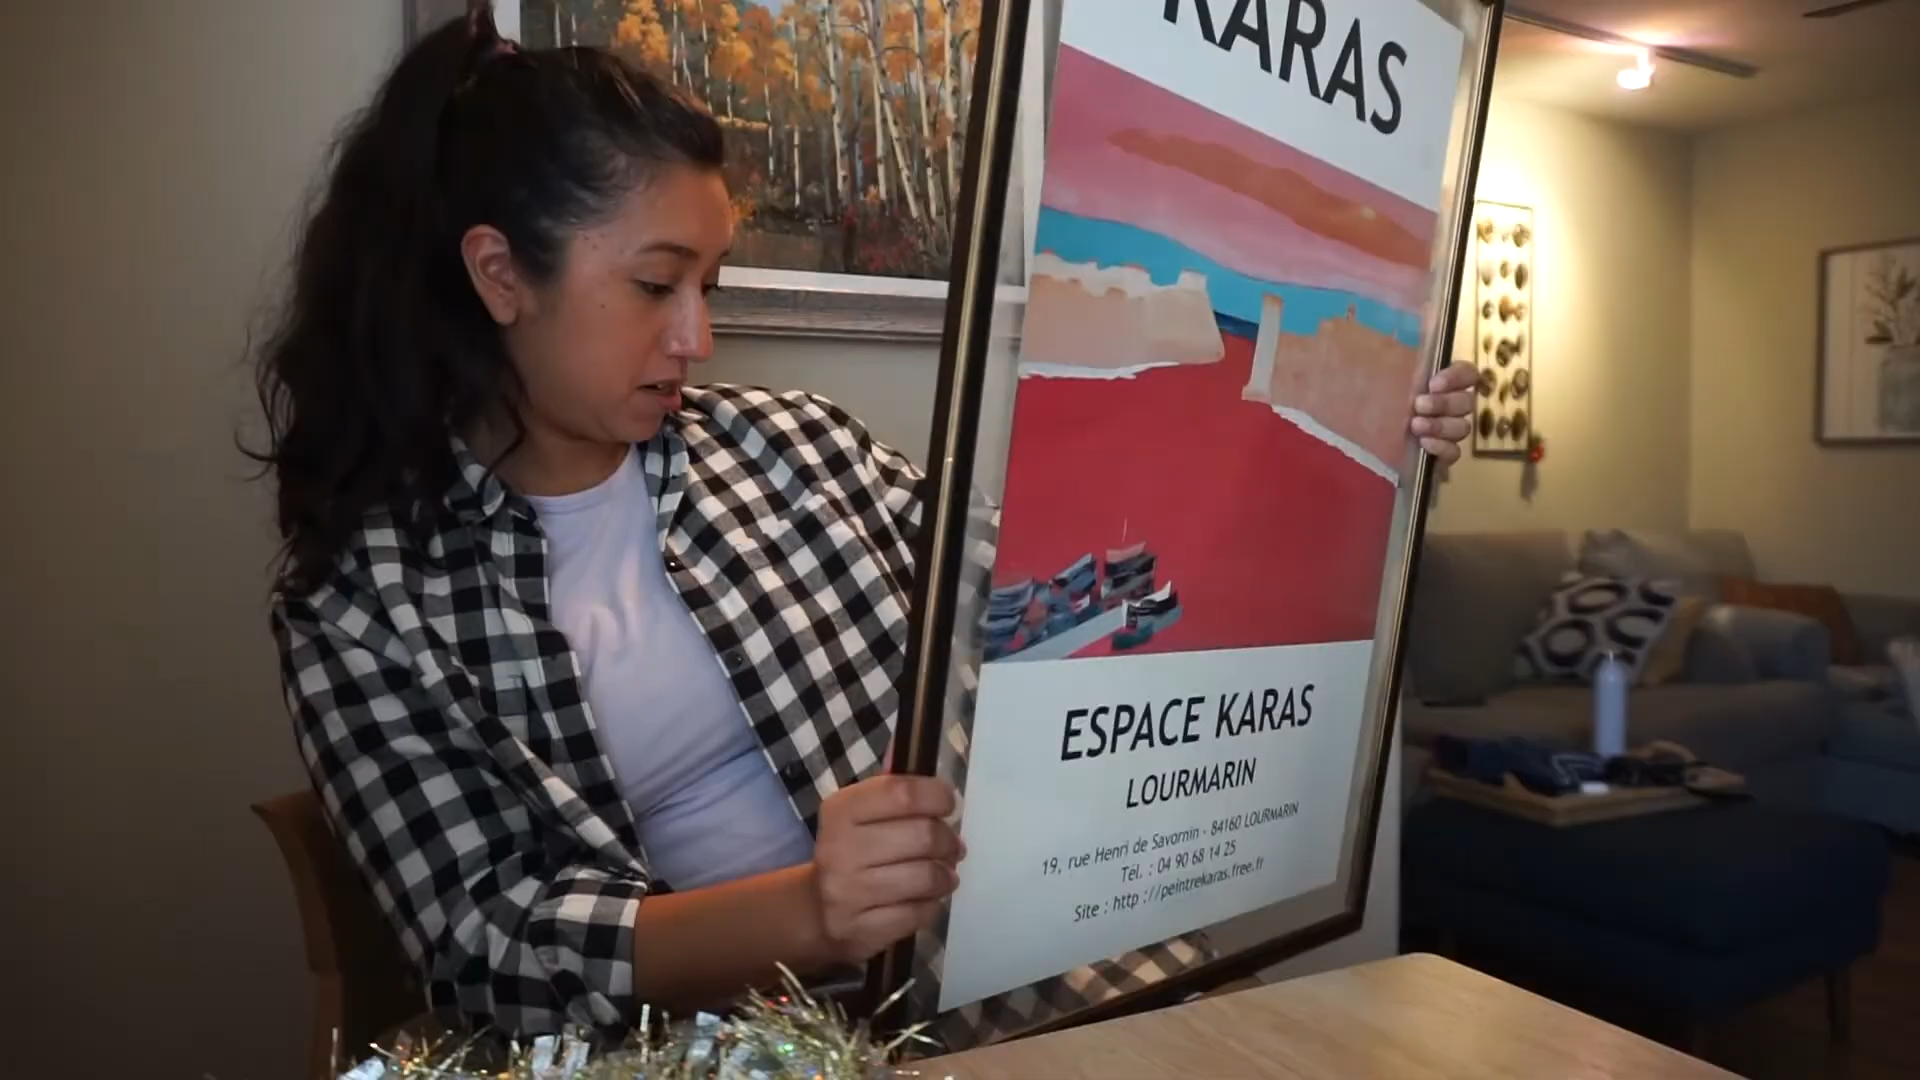 KARAS
ESPACE KARAS
LOURMARIN
19, rue Henri de Savornin - 84160 LOURMARIN
Tél. : 04 90 68 14 25
Site : http ://peintrekaras.free.fr